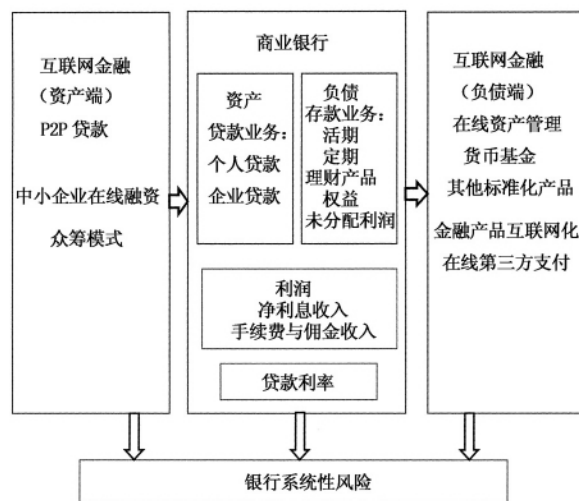 互联网金融
（资产端）
P2P 贷款
中小企业在线融资
众筹模式
商业银行
资产
贷款业务：
个人贷款
企业贷款
负债
存款业务：
活期
定期
理财产品
权益
未分配利润
利润
净利息收入
手续费与佣金收入
贷款利率
互联网金融
（负债端）
在线资产管理
货币基金
其他标准化产品
金融产品互联网化
在线第三方支付
银行系统性风险